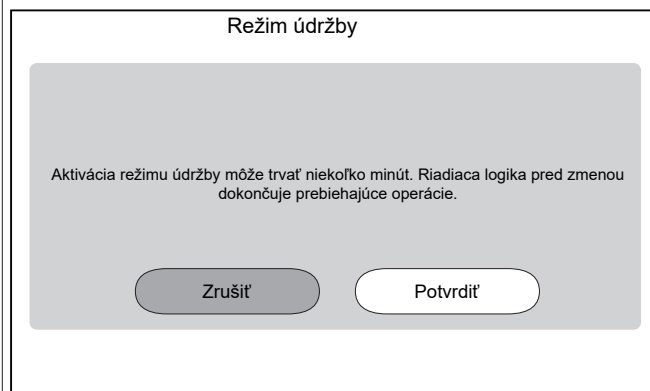 Režim údržby
Aktivácia režimu údržby môže trvať niekoľko minút. Riadiaca logika pred zmenou
dokončuje prebiehajúce operácie.
Zrušiť
Potvrdiť